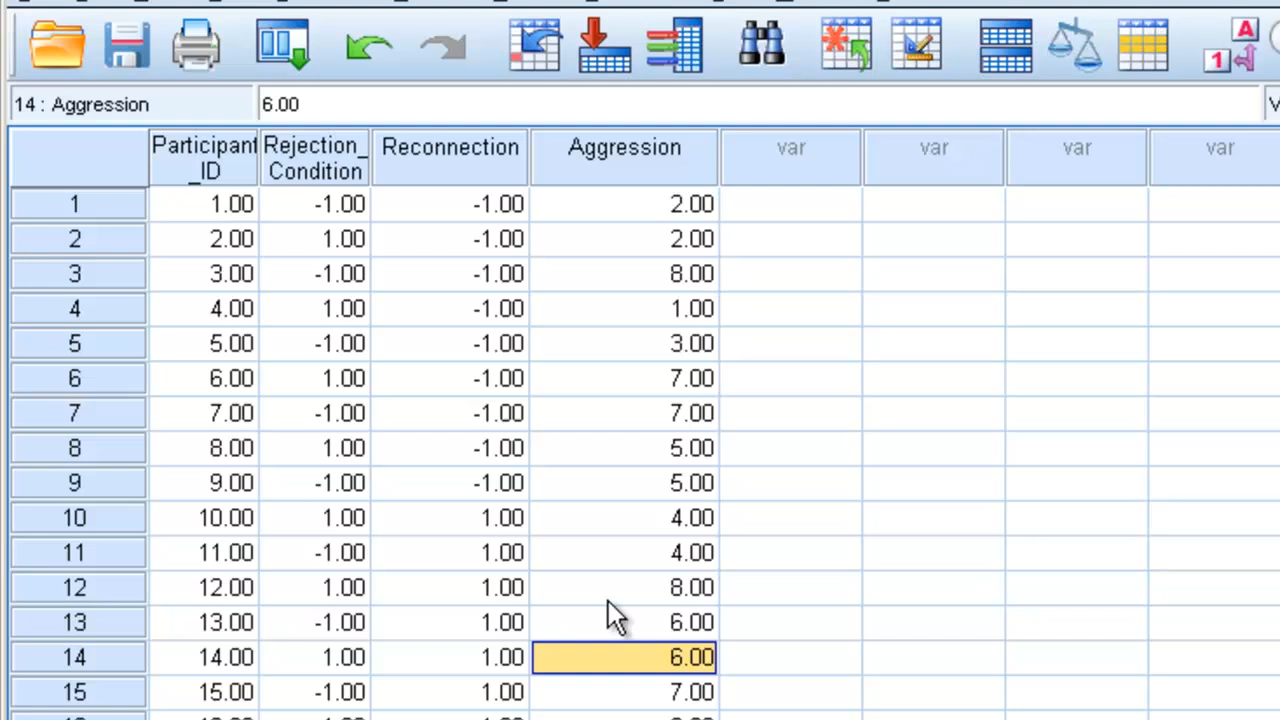 A
1
14 : Aggression 6.00
Participant_ID Rejection_Condition Reconnection Aggression var var var var
1 1.00 -1.00 -1.00 2.00
2 2.00 1.00 -1.00 2.00
3 3.00 -1.00 -1.00 8.00
4 4.00 1.00 -1.00 1.00
5 5.00 -1.00 -1.00 3.00
6 6.00 1.00 -1.00 7.00
7 7.00 -1.00 -1.00 7.00
8 8.00 1.00 -1.00 5.00
9 9.00 -1.00 -1.00 5.00
10 10.00 1.00 1.00 4.00
11 11.00 -1.00 1.00 4.00
12 12.00 1.00 1.00 8.00
13 13.00 -1.00 1.00 6.00
14 14.00 1.00 1.00 6.00
15 15.00 -1.00 1.00 7.00